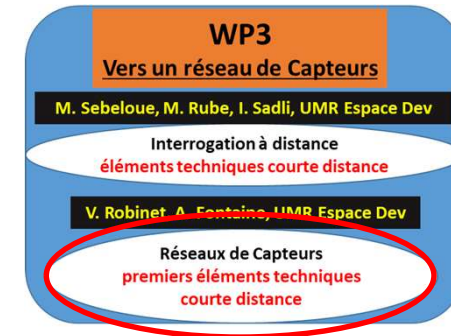 WP3
Vers un réseau de Capteurs
M. Sebeloue, M. Rube, I. Sadli, UMR Espace Dev
Interrogation à distance
éléments techniques courte distance
V. Robinet, A. Fontaine, UMR Espace Dev
Réseaux de Capteurs
premiers éléments techniques
courte distance